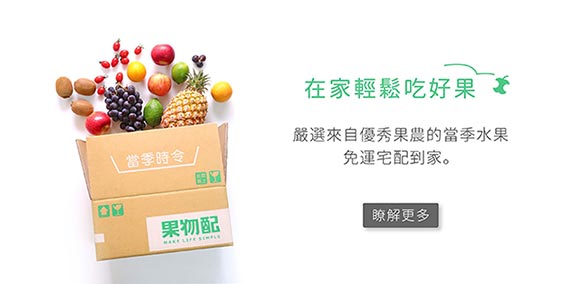 在家輕鬆吃好果
嚴選來自優秀果農的當季水果
免運宅配到家。
瞭解更多
當季時令
果物配
MAKE LIFE SIMPLE